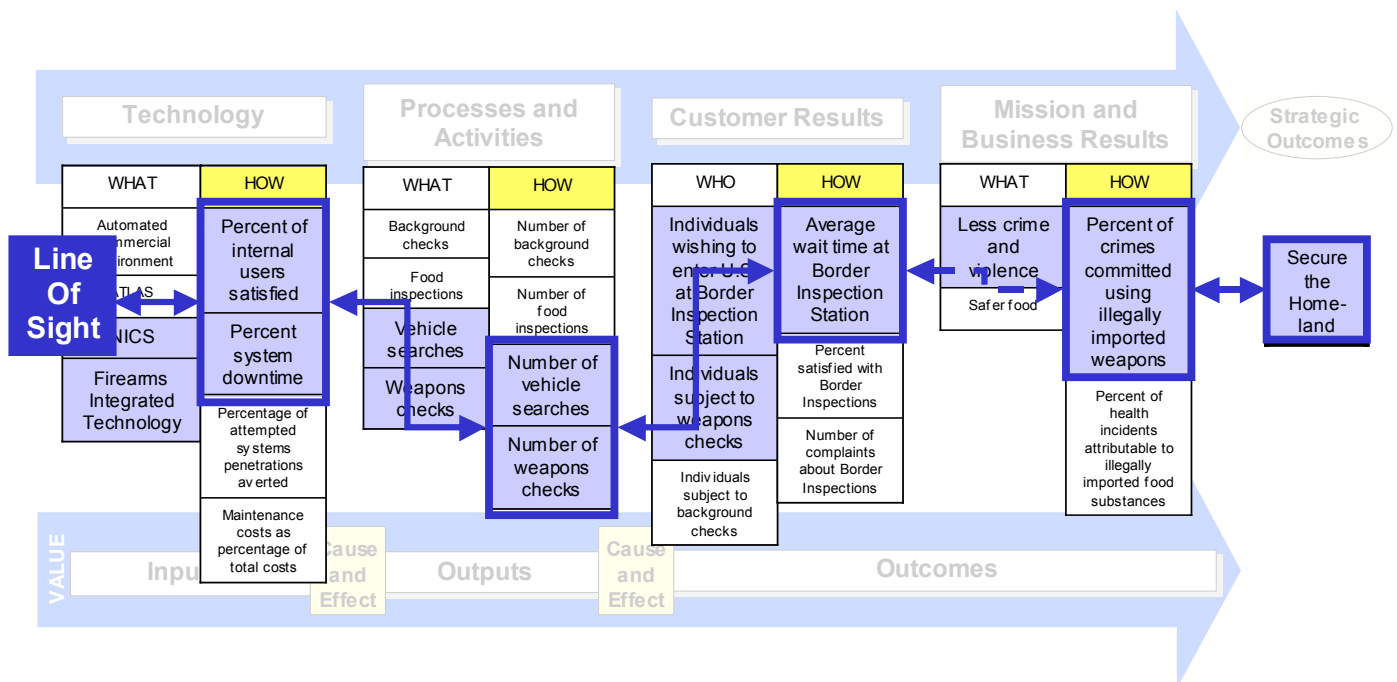 Technology
Processes and
Activities
Customer Results
Mission and
Business Results
Strategic
Outcomes
WHAT
HOW
Automated
ommercial
ironment
ATLAS
NICS
Firearms
Integrated
Technology
Line
Of
Sight
Percent of
internal
users
satisfied
Percent
system
downtime
Percentage of
attempted
systems
penetrations
averted
Maintenance
costs as
percentage of
total costs
WHAT
HOW
Background
checks
Food
inspections
Vehicle
searches
Weapons
checks
Number of
background
checks
Number of
food
inspections
Number of
vehicle
searches
Number of
weapons
checks
WHO
HOW
Individuals
wishing to
enter U.S
at Border
Inspection
Station
Individuals
subject to
weapons
checks
Individuals
subject to
background
checks
Average
wait time at
Border
Inspection
Station
Percent
satisfied with
Border
Inspections
Number of
complaints
about Border
Inspections
WHAT
HOW
Less crime
and
violence
Safer food
Percent of
crimes
committed
using
illegally
imported
weapons
Percent of
health
incidents
attributable to
illegally
imported food
substances
Secure
the
Home-
land
VALUE
Inpu
Cause
and
Effect
Outputs
Cause
and
Effect
Outcomes